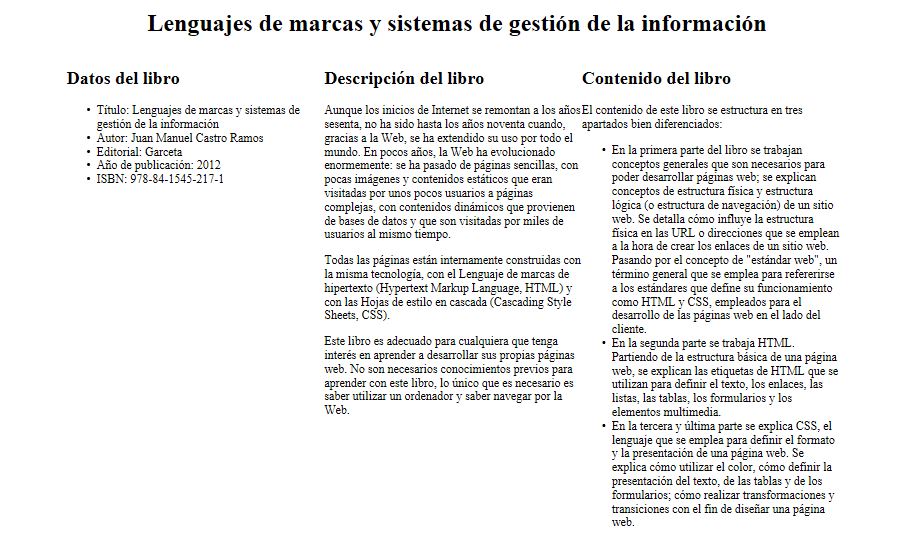 Lenguajes de marcas y sistemas de gestión de la información
Datos del libro
• Título: Lenguajes de marcas y sistemas de
gestión de la información
• Autor: Juan Manuel Castro Ramos
• Editorial: Garceta
• Año de publicación: 2012
• ISBN: 978-84-1545-217-1
Descripción del libro
Aunque los inicios de Internet se remontan a los años
sesenta, no ha sido hasta los años noventa cuando,
gracias a la Web, se ha extendido su uso por todo el
mundo. En pocos años, la Web ha evolucionado
enormemente: se ha pasado de páginas sencillas, con
pocas imágenes y contenidos estáticos que eran
visitadas por unos pocos usuarios a páginas
complejas, con contenidos dinámicos que provienen
de bases de datos y que son visitadas por miles de
usuarios al mismo tiempo.
Todas las páginas están internamente construidas con
la misma tecnología, con el Lenguaje de marcas de
hipertexto (Hypertext Markup Language, HTML) y
con las Hojas de estilo en cascada (Cascading Style
Sheets, CSS).
Este libro es adecuado para cualquiera que tenga
interés en aprender a desarrollar sus propias páginas
web. No son necesarios conocimientos previos para
aprender con este libro, lo único que es necesario es
saber utilizar un ordenador y saber navegar por la
Web.
Contenido del libro
El contenido de este libro se estructura en tres
apartados bien diferenciados:
• En la primera parte del libro se trabajan
conceptos generales que son necesarios para
poder desarrollar páginas web; se explican
conceptos de estructura física y estructura
lógica (o estructura de navegación) de un sitio
web. Se detalla cómo influye la estructura
física en las URL o direcciones que se emplean
a la hora de crear los enlaces de un sitio web.
Pasando por el concepto de "estándar web", un
término general que se emplea para refererirse
a los estándares que define su funcionamiento
como HTML y CSS, empleados para el
desarrollo de las páginas web en el lado del
cliente.
• En la segunda parte se trabaja HTML.
Partiendo de la estructura básica de una página
web, se explican las etiquetas de HTML que se
utilizan para definir el texto, los enlaces, las
listas, las tablas, los formularios y los
elementos multimedia.
• En la tercera y última parte se explica CSS, el
lenguaje que se emplea para definir el formato
y la presentación de una página web. Se
explica cómo utilizar el color, cómo definir la
presentación del texto, de las tablas y de los
formularios; cómo realizar transformaciones y
transiciones con el fin de diseñar una página
web.